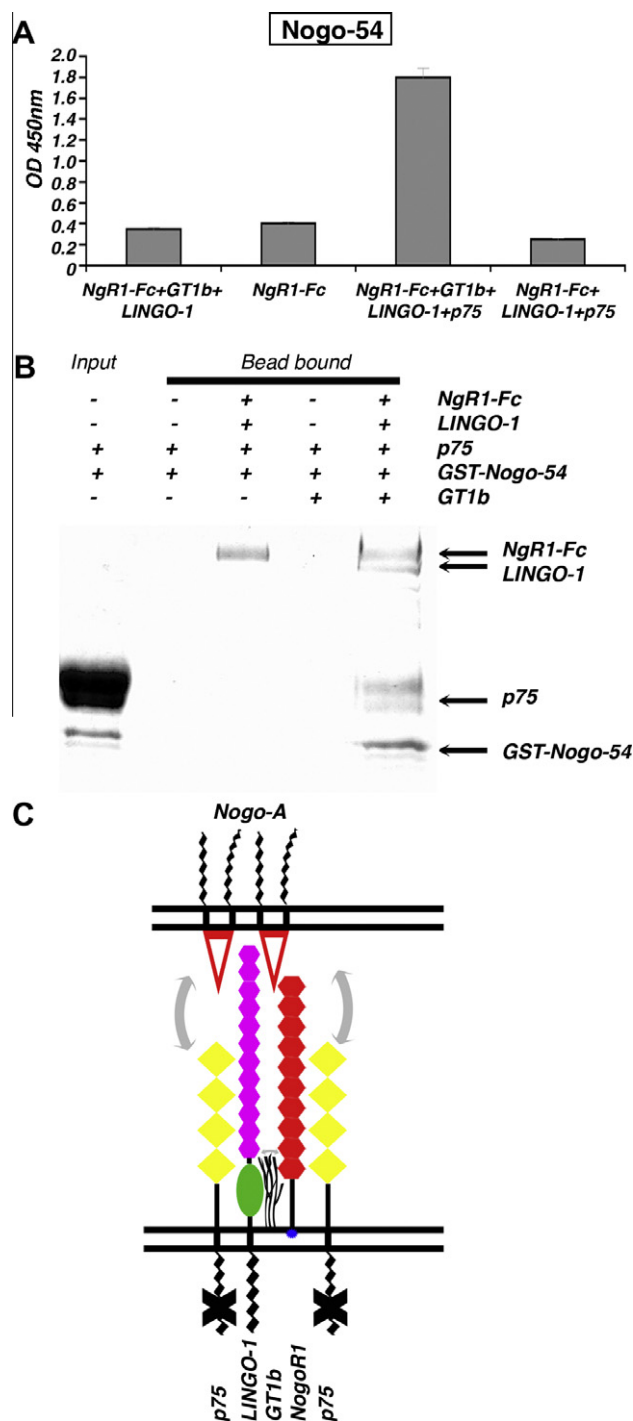 A
Nogo-54
OD 450nm
2.0
1.8
1.6
1.4
1.2
1.0
0.8
0.6
0.4
0.2
0
NgR1-Fc+GT1b+
LINGO-1
NgR1-Fc
NgR1-Fc+GT1b+
LINGO-1+p75
NgR1-Fc+
LINGO-1+p75
B
Input
Bead bound
- - + - + NgR1-Fc
- - + - + LINGO-1
+ + + + + p75
+ + + + + GST-Nogo-54
- - - + + GT1b
NgR1-Fc
LINGO-1
p75
GST-Nogo-54
C
Nogo-A
p75
LINGO-1
GT1b
NogoR1
p75